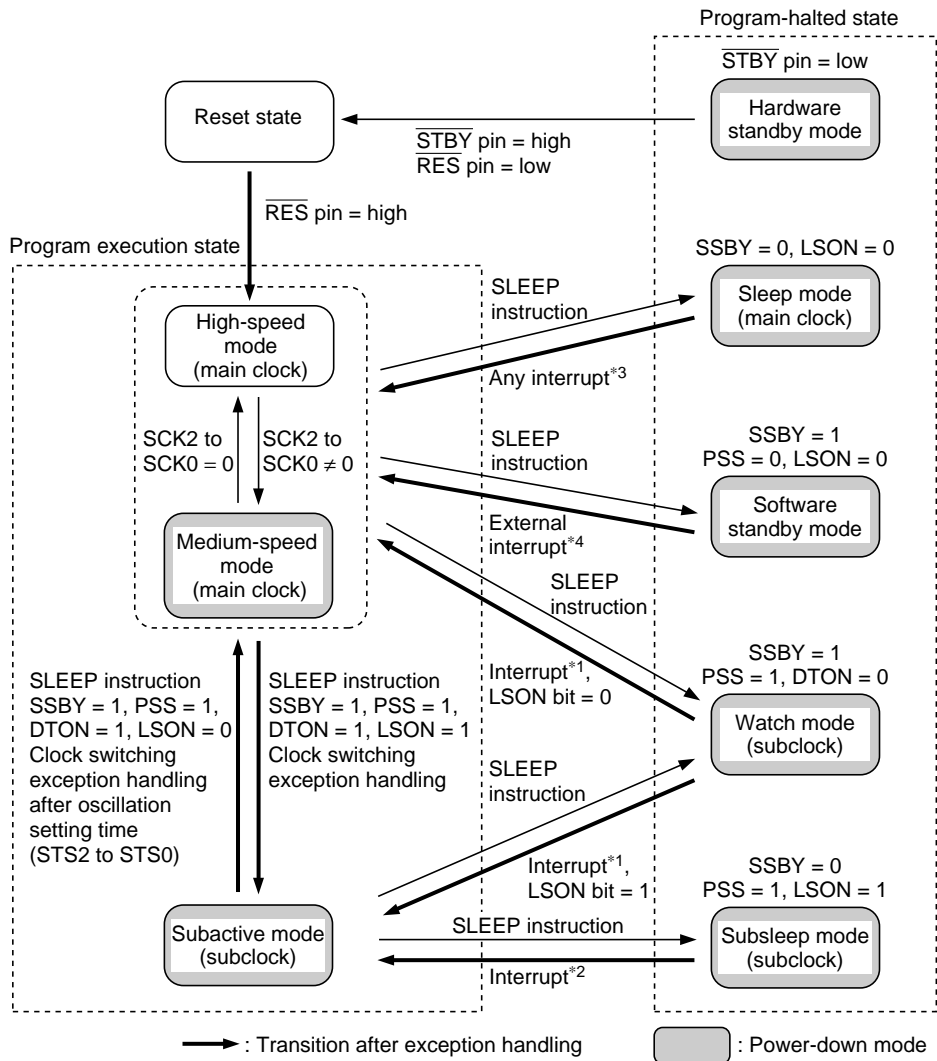 Program-halted state
STBY pin = low
Hardware
standby mode
Reset state
STBY pin = high
RES pin = low
RES pin = high
Program execution state
SSBY = 0, LSON = 0
Sleep mode
(main clock)
SLEEP
instruction
Any interrupt*3
High-speed
mode
(main clock)
SCK2 to
SCK0 = 0
SCK2 to
SCK0 ≠ 0
Medium-speed
mode
(main clock)
SLEEP
instruction
External
interrupt*4
SSBY = 1
PSS = 0, LSON = 0
Software
standby mode
SLEEP
instruction
Interrupt*1,
LSON bit = 0
SSBY = 1
PSS = 1, DTON = 0
Watch mode
(subclock)
SLEEP instruction
SSBY = 1, PSS = 1,
DTON = 1, LSON = 0
Clock switching
exception handling
after oscillation
setting time
(STS2 to STS0)
SLEEP instruction
SSBY = 1, PSS = 1,
DTON = 1, LSON = 1
Clock switching
exception handling
SLEEP
instruction
Interrupt*1,
LSON bit = 1
SSBY = 0
PSS = 1, LSON = 1
Subactive mode
(subclock)
SLEEP instruction
Interrupt*2
Subsleep mode
(subclock)
: Transition after exception handling
: Power-down mode